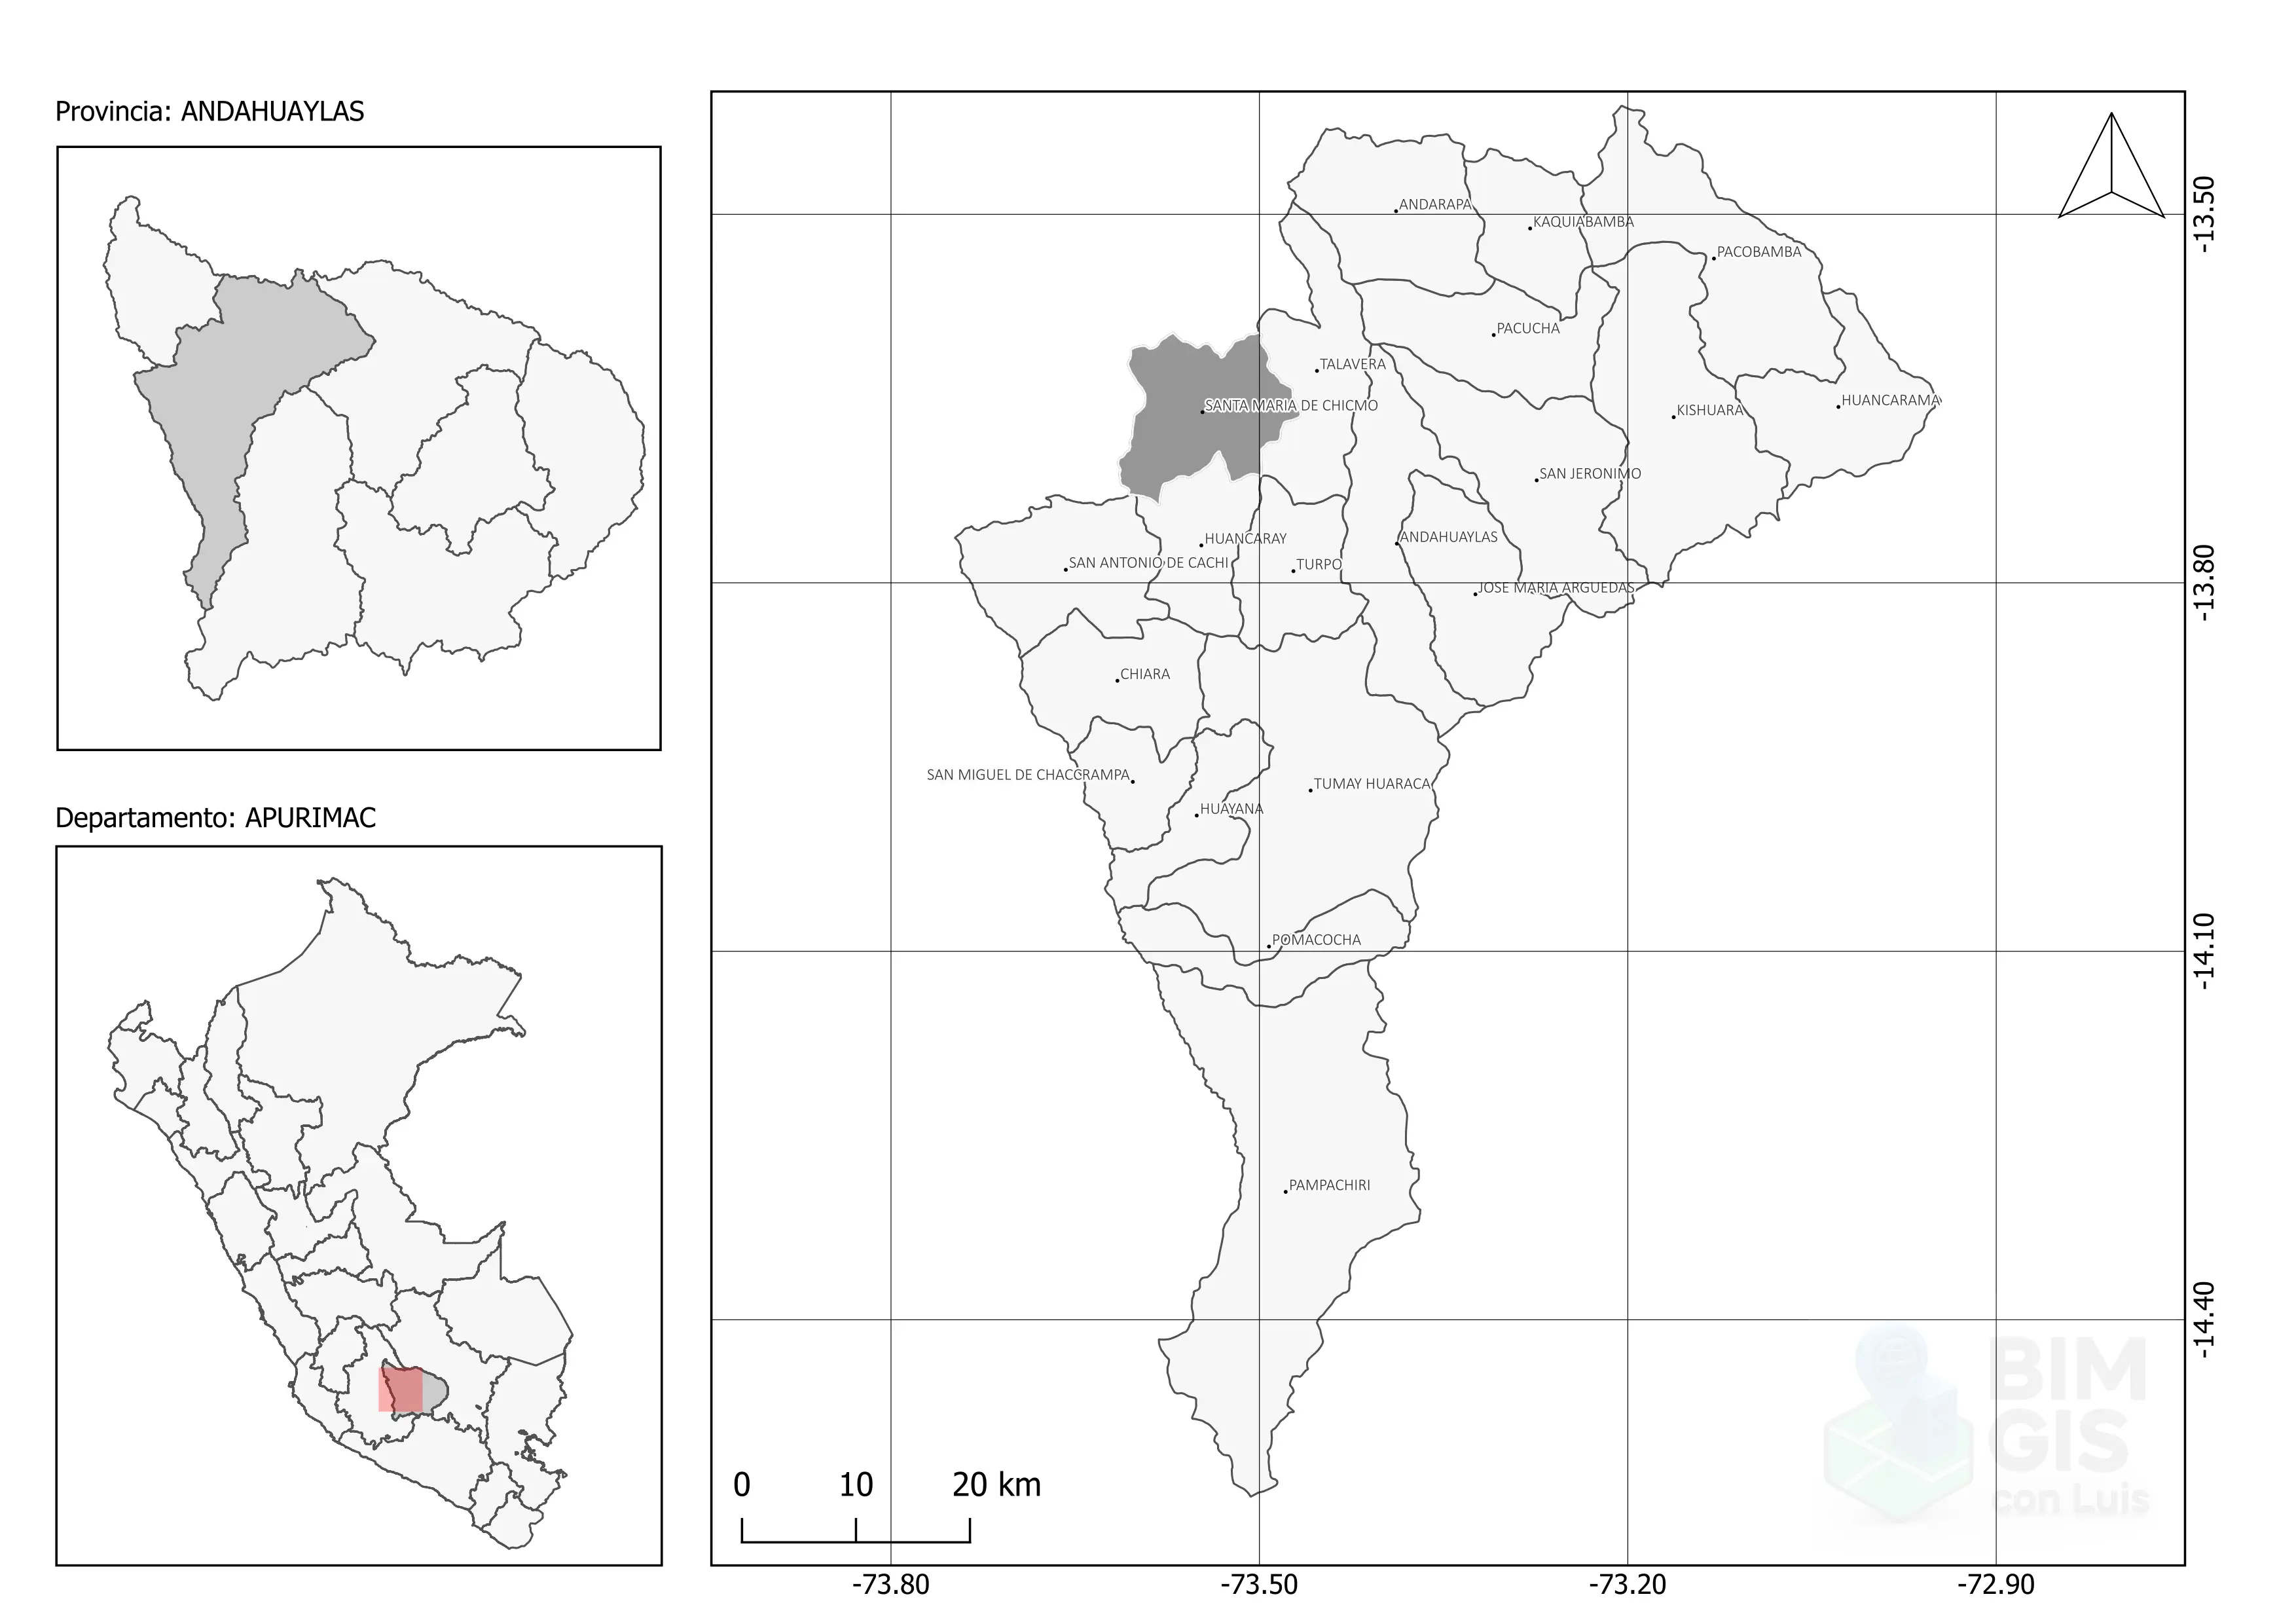 Provincia: ANDAHUAYLAS
Departamento: APURIMAC
ANDARAPA
KAQUIABAMBA
PACOBAMBA
PACUCHA
TALAVERA
SANTA MARIA DE CHICMO
KISHUARA
HUANCARAMA
SAN JERONIMO
HUANCARAY
ANDAHUAYLAS
SAN ANTONIO DE CACHI
TURPO
JOSE MARIA ARGUEDAS
CHIARA
SAN MIGUEL DE CHACCRAMPA
TUMAY HUARACA
HUAYANA
POMACOCHA
PAMPACHIRI
-13.50
-13.80
-14.10
-14.40
0 10 20 km
-73.80 -73.50 -73.20 -72.90
BIM
GIS
con Luis